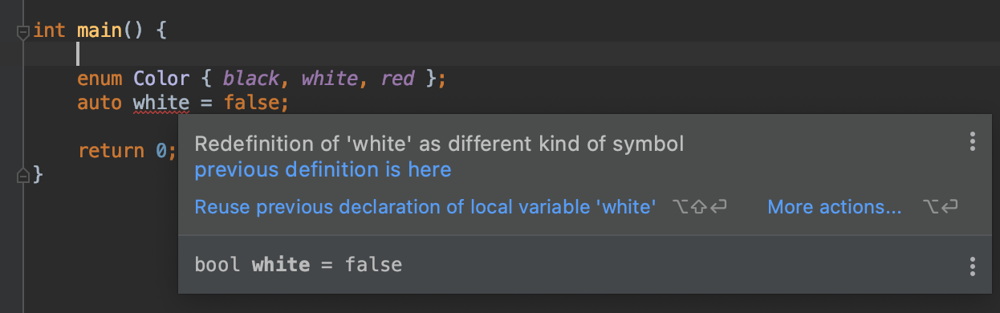 int main() {
enum Color { black, white, red };
auto white = false;
Redefinition of 'white' as different kind of symbol
return 0;
previous definition is here
}
Reuse previous declaration of local variable 'white' ⌥⇧⏎ More actions... ⌥⏎
bool white = false